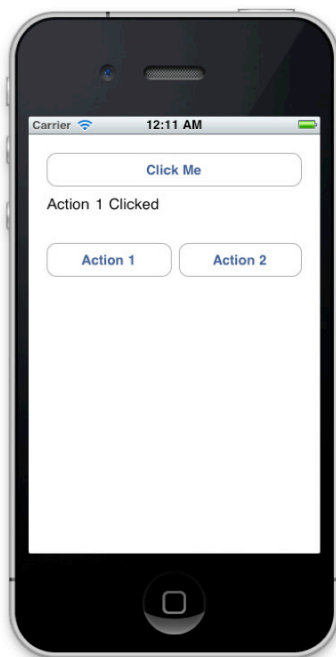 Carrier 12:11 AM
Click Me
Action 1 Clicked
Action 1 Action 2